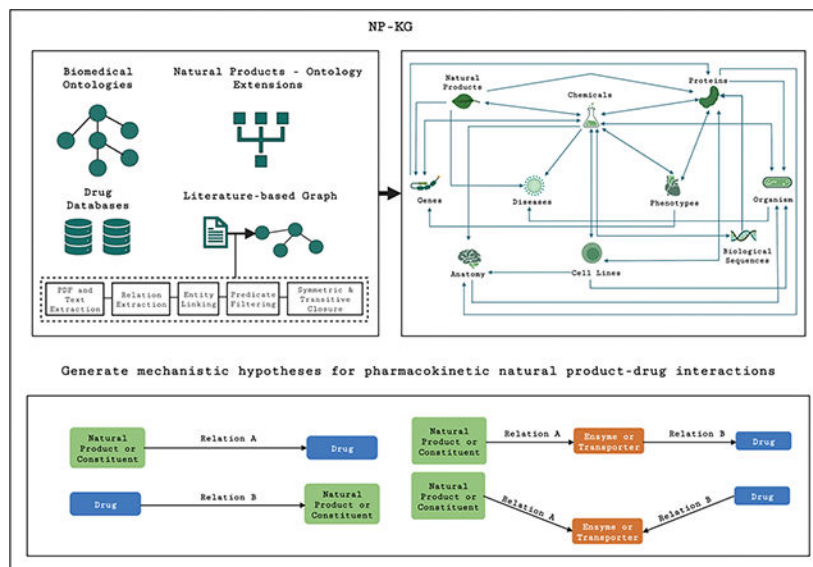 NP-KG
Biomedical
Ontologies
Natural Products - Ontology
Extensions
Drug
Databases
Literature-based Graph
PDF and
Text
Extraction
Relation
Extraction
Entity
Linking
Predicate
Filtering
Symmetric &
Transitive
Closure
Natural
Products
Chemicals
Proteins
Genes
Diseases
Phenotypes
Organism
Anatomy
Cell Lines
Biological
Sequences
Generate mechanistic hypotheses for pharmacokinetic natural product-drug interactions
Natural
Product or
Constituent
Relation A
Drug
Drug
Relation B
Natural
Product or
Constituent
Natural
Product or
Constituent
Relation A
Enzyme or
Transporter
Relation B
Drug
Natural
Product or
Constituent
Relation
A
Enzyme or
Transporter
Relation B
Drug